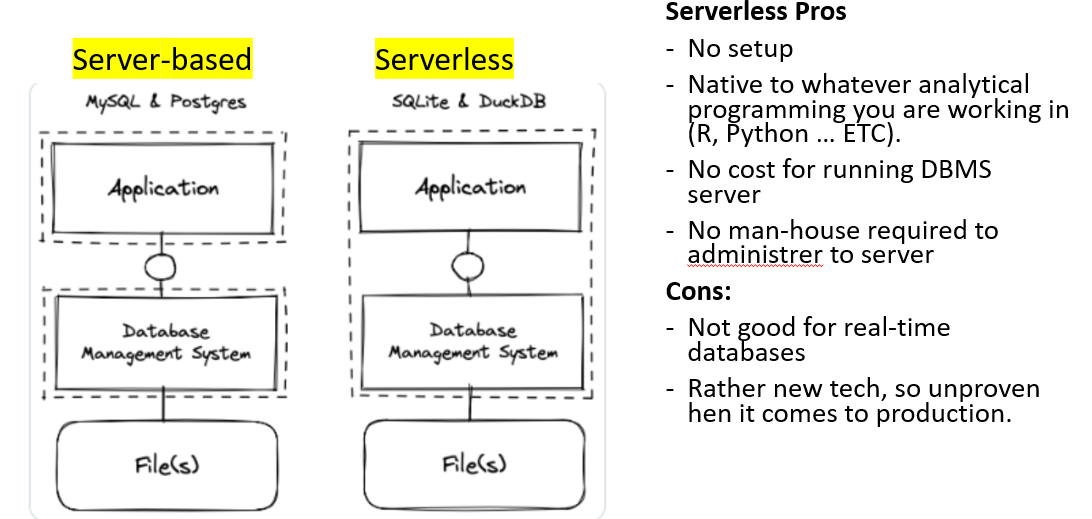 Server-based
MySQL & Postgres
Application
Database
Management System
File(s)
Serverless
SQLite & DuckDB
Application
Database
Management System
File(s)
Serverless Pros
- No setup
- Native to whatever analytical
programming you are working in
(R, Python ... ETC).
- No cost for running DBMS
server
- No man-house required to
administrer to server
Cons:
- Not good for real-time
databases
- Rather new tech, so unproven
hen it comes to production.